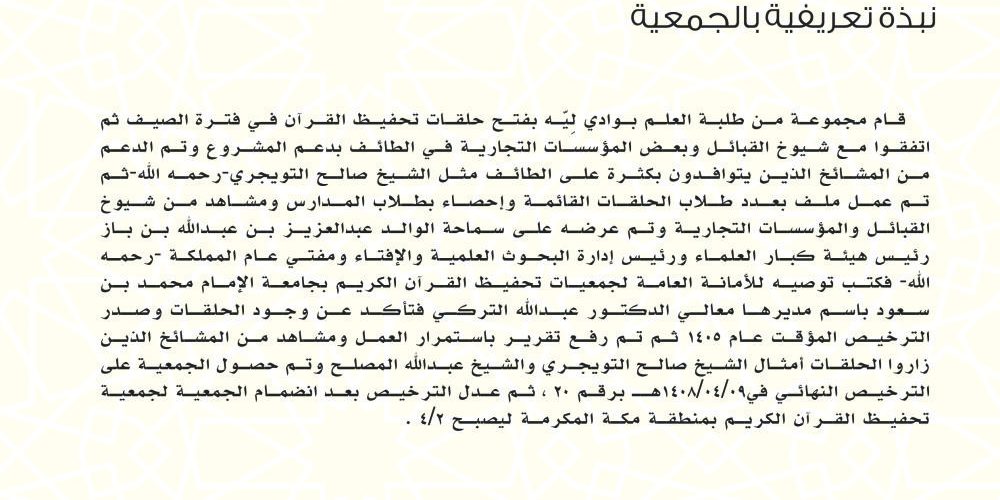 نبذة تعريفية بالجمعية
قام مجموعة من طلبة العلم بوادي لِيّه بفتح حلقات تحفيظ القرآن في فترة الصيف ثم
اتفقوا مع شيوخ القبائل وبعض المؤسسات التجارية في الطائف بدعم المشروع وتم الدعم
من المشائخ الذين يتوافدون بكثرة على الطائف مثل الشيخ صالح التويجري-رحمه الله-ثم
تم عمل ملف بعدد طلاب الحلقات القائمة وإحصاء بطلاب المدارس ومشاهد من شيوخ
القبائل والمؤسسات التجارية وتم عرضه على سماحة الوالد عبدالعزيز بن عبدالله بن باز
رئيس هيئة كبار العلماء ورئيس إدارة البحوث العلمية والإفتاء ومفتي عام المملكة -رحمه
الله- فكتب توصيه للأمانة العامة لجمعيات تحفيظ القرآن الكريم بجامعة الإمام محمد بن
سعود باسم مديرها معالي الدكتور عبدالله التركي فتأكد عن وجود الحلقات وصدر
الترخيص المؤقت عام ١٤٠٥ ثم تم رفع تقرير باستمرار العمل ومشاهد من المشائخ الذين
زاروا الحلقات أمثال الشيخ صالح التويجري والشيخ عبدالله المصلح وتم حصول الجمعية على
الترخيص النهائي في١٤٠٨/٠٤/٠٩هـ برقم ٢٠ ، ثم عدل الترخيص بعد انضمام الجمعية لجمعية
تحفيظ القرآن الكريم بمنطقة مكة المكرمة ليصبح ٤/٢ .